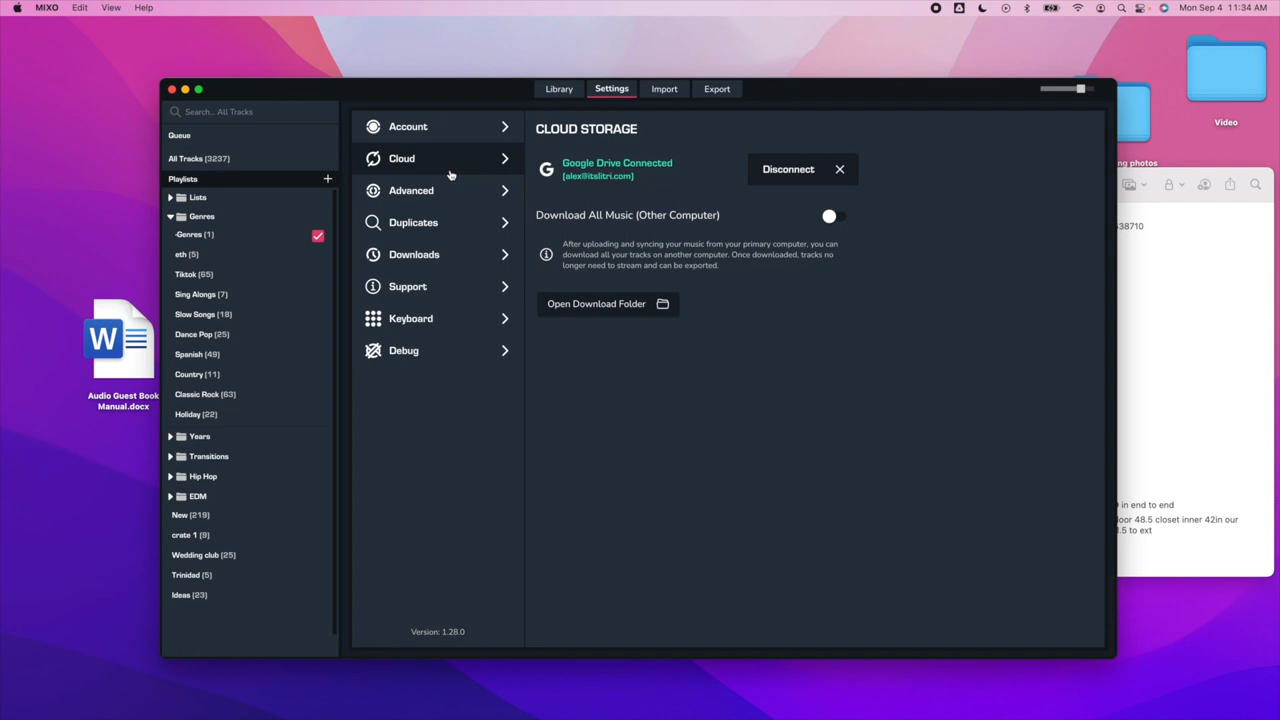 MIXO Edit View Help
Mon Sep 4 11:34 AM
Library Settings Import Export
Search... All Tracks
Queue
All Tracks (3237)
Playlists
Lists
Genres
-Genres (1)
eth (5)
Tiktok (65)
Sing Alongs (7)
Slow Songs (18)
Dance Pop (25)
Spanish (49)
Country (11)
Classic Rock (63)
Holiday (22)
Years
Transitions
Hip Hop
EDM
New (219)
crate 1 (9)
Wedding club (25)
Trinidad (5)
Ideas (23)
Account
Cloud
Advanced
Duplicates
Downloads
Support
Keyboard
Debug
Version: 1.28.0
CLOUD STORAGE
Google Drive Connected
(alex@itslitri.com)
Disconnect
Download All Music (Other Computer)
After uploading and syncing your music from your primary computer, you can
download all your tracks on another computer. Once downloaded, tracks no
longer need to stream and can be exported.
Open Download Folder
W
Audio Guest Book
Manual.docx
Video
ng photos
38710
in end to end
loor 48.5 closet inner 42in our
.5 to ext